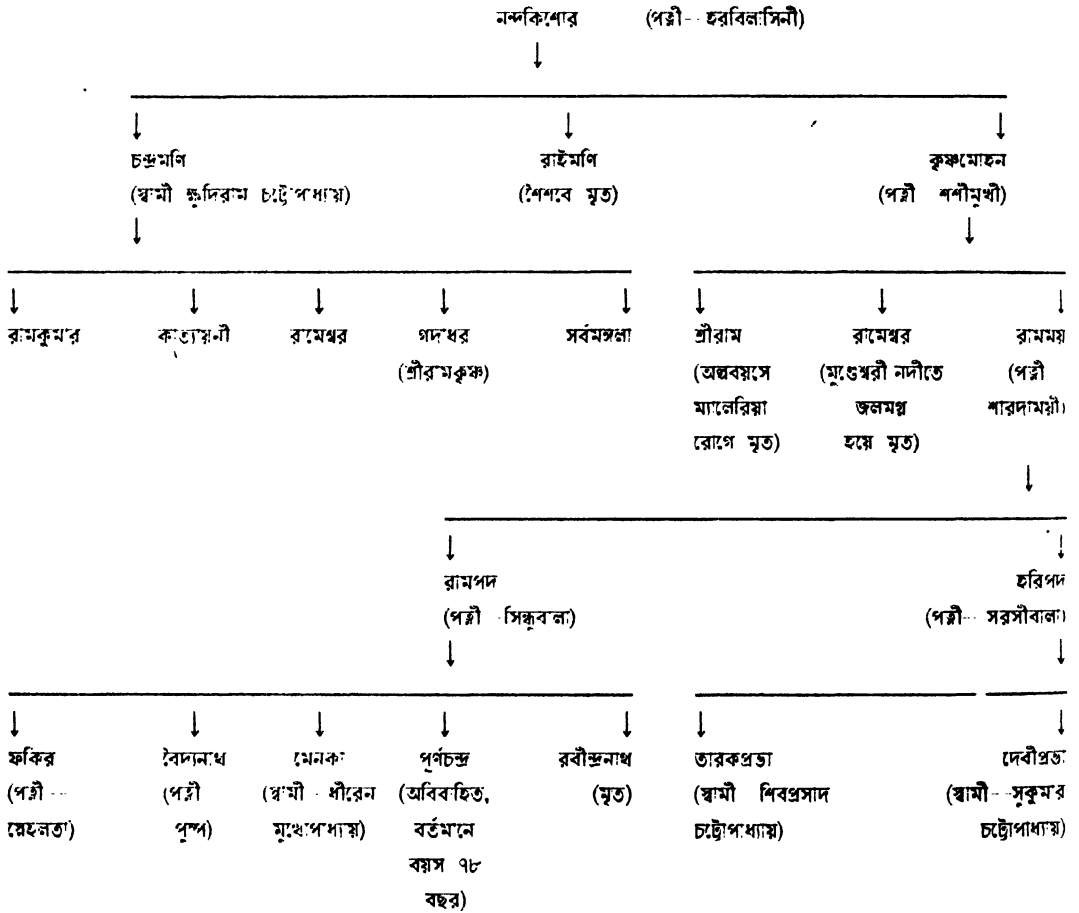 নন্দকিশোর (পত্নী-- হরবিলাসিনী)
চন্দ্রমণি রাইমণি কৃষ্ণমোহন
(স্বামী ক্ষুদিরাম চট্টোপাধ্যায়) (শৈশবে মৃত) (পত্নী শশীমুখী)
রামকুমার কাত্যায়নী রামেশ্বর গদাধর সর্বমঙ্গলা শ্রীরাম রামেশ্বর রামময়
(শ্রীরামকৃষ্ণ) (অল্পবয়সে (মুণ্ডেশ্বরী নদীতে (পত্নী
ম্যালেরিয়া জলমগ্ন শারদাময়ী)
রোগে মৃত) হয়ে মৃত)
রামপদ হরিপদ
(পত্নী - সিন্ধুবালা) (পত্নী-- সরসীবালা)
ফকির বৈদ্যনাথ মেনকা পূর্ণচন্দ্র রবীন্দ্রনাথ তারকপ্রভা দেবীপ্রভা
(পত্নী -- (পত্নী (স্বামী - ধীরেন (অবিবাহিত, (মৃত) (স্বামী শিবপ্রসাদ (স্বামী--সুকুমার
স্নেহলতা) পুষ্প) মুখোপাধ্যায়) বর্তমানে চট্টোপাধ্যায়) চট্টোপাধ্যায়)
বয়স ৭৮
বছর)